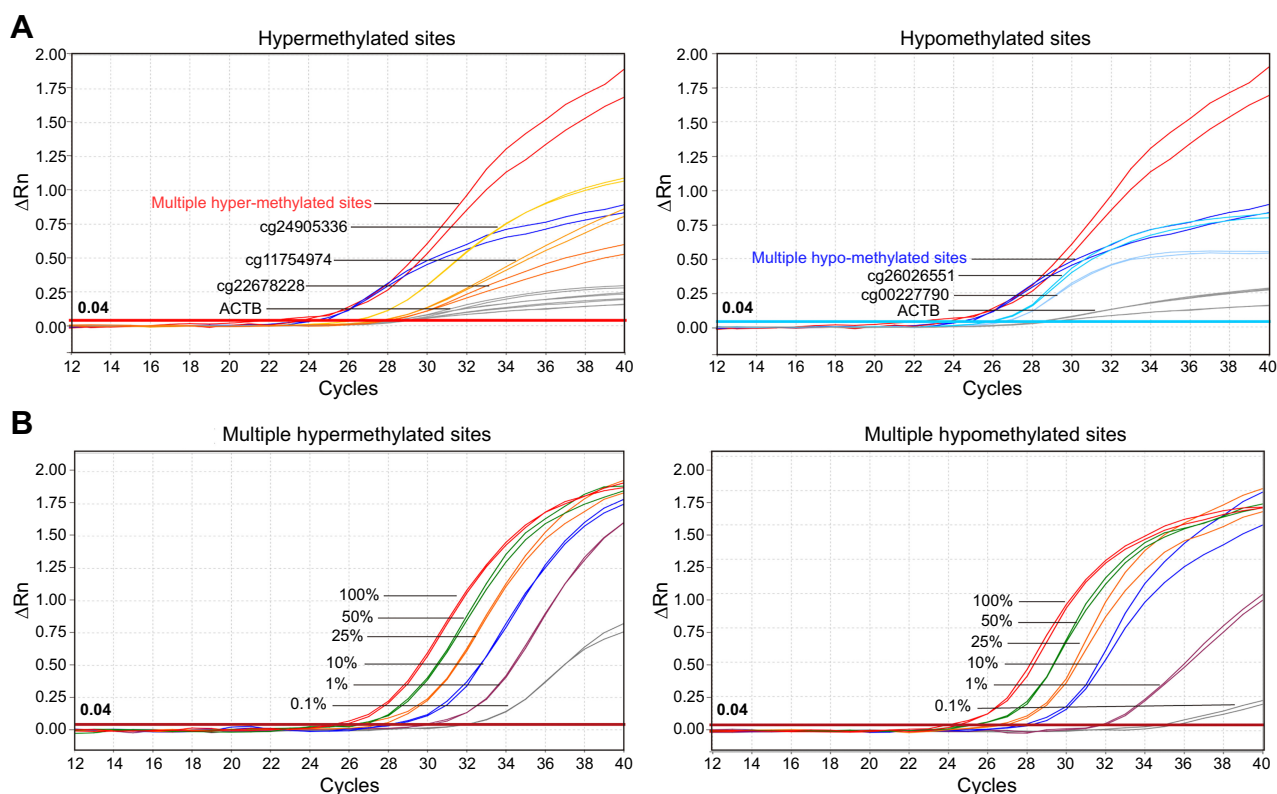 A
Hypermethylated sites
2.00
1.75
1.50
1.25
1.00
0.75
0.50
0.25
0.00
ΔRn
Multiple hyper-methylated sites
cg24905336
cg11754974
cg22678228
ACTB
0.04
12 14 16 18 20 22 24 26 28 30 32 34 36 38 40
Cycles
Hypomethylated sites
2.00
1.75
1.50
1.25
1.00
0.75
0.50
0.25
0.00
ΔRn
Multiple hypo-methylated sites
cg26026551
cg00227790
ACTB
0.04
12 14 16 18 20 22 24 26 28 30 32 34 36 38 40
Cycles
B
Multiple hypermethylated sites
2.00
1.75
1.50
1.25
1.00
0.75
0.50
0.25
0.00
ΔRn
100%
50%
25%
10%
1%
0.1%
0.04
12 14 16 18 20 22 24 26 28 30 32 34 36 38 40
Cycles
Multiple hypomethylated sites
2.00
1.75
1.50
1.25
1.00
0.75
0.50
0.25
0.00
ΔRn
100%
50%
25%
10%
1%
0.1%
0.04
12 14 16 18 20 22 24 26 28 30 32 34 36 38 40
Cycles